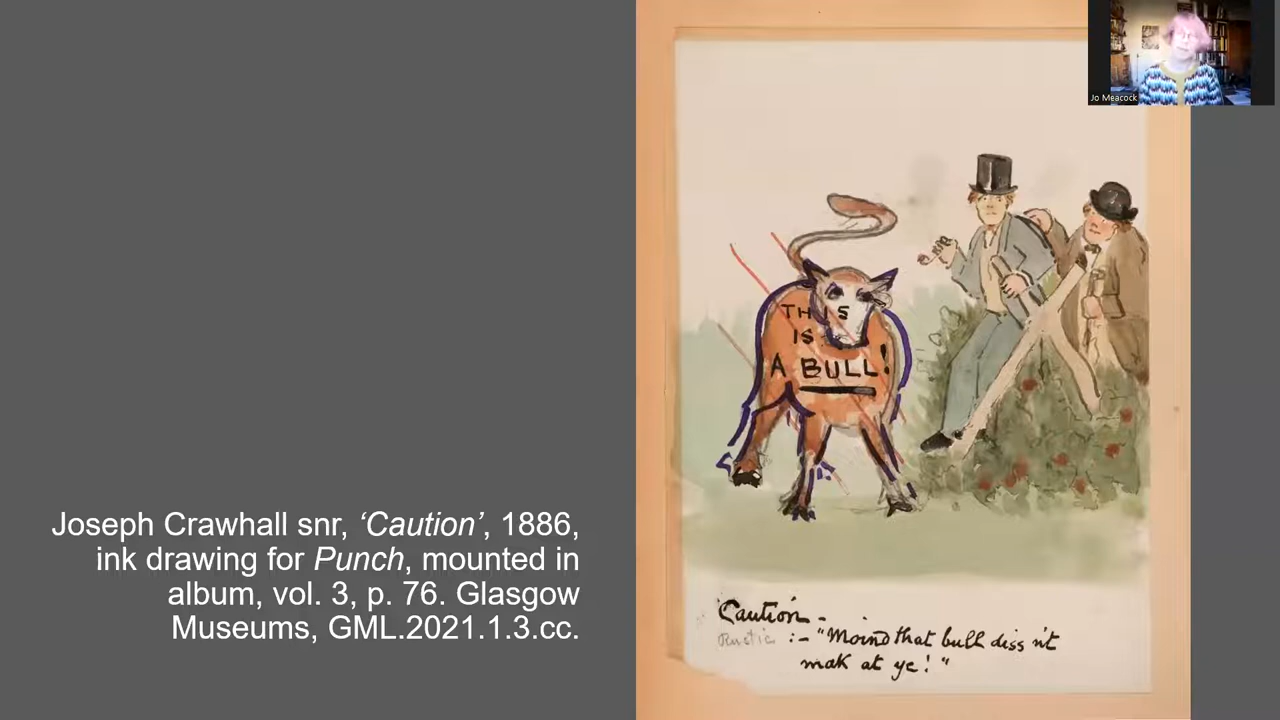 Jo Meacock
THIS
IS
A BULL!
Joseph Crawhall snr, ‘Caution’, 1886,
ink drawing for Punch, mounted in
album, vol. 3, p. 76. Glasgow
Museums, GML.2021.1.3.cc.
'Caution –
Rustic :– "Moind that bull diss n't
mak at ye! "